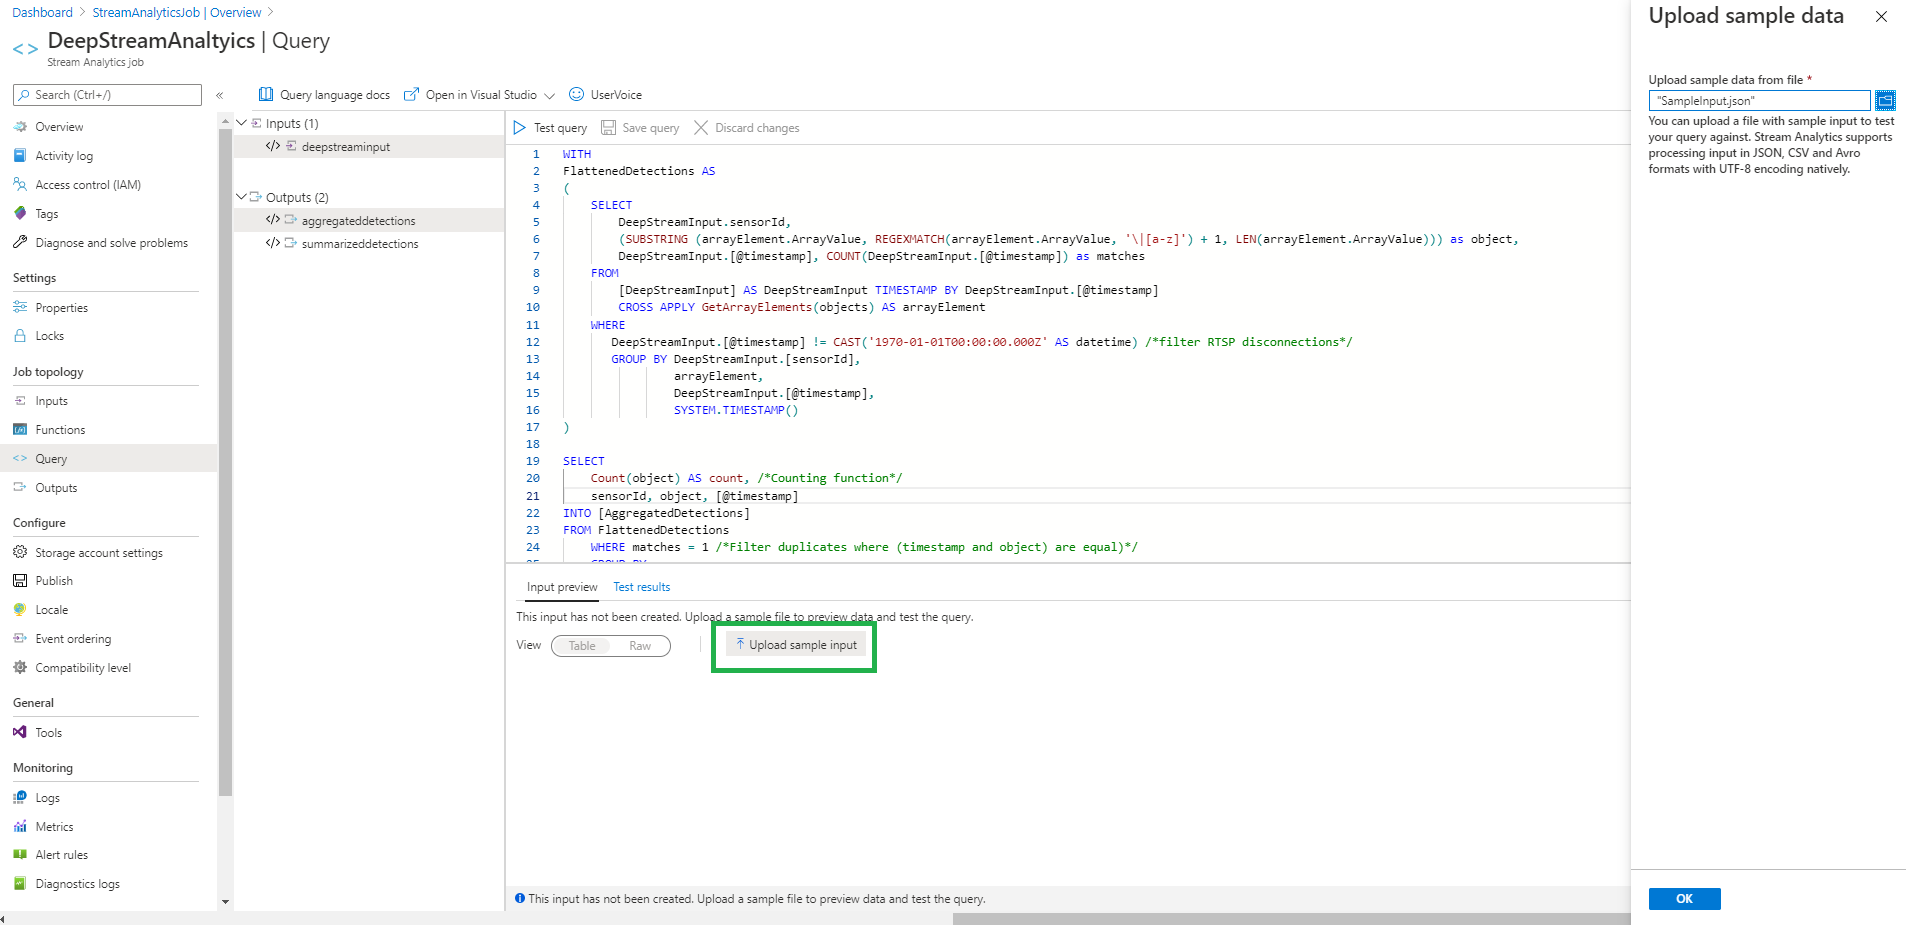 Dashboard > StreamAnalyticsJob | Overview >
DeepStreamAnaltyics | Query
Stream Analytics job
Search (Ctrl+/)
«
Overview
Activity log
Access control (IAM)
Tags
Diagnose and solve problems
Settings
Properties
Locks
Job topology
Inputs
Functions
Query
Outputs
Configure
Storage account settings
Publish
Locale
Event ordering
Compatibility level
General
Tools
Monitoring
Logs
Metrics
Alert rules
Diagnostics logs
Query language docs
Open in Visual Studio
UserVoice
Inputs (1)
deepstreaminput
Outputs (2)
aggregateddetections
summarizeddetections
Test query
Save query
Discard changes
1 WITH
2 FlattenedDetections AS
3 (
4 SELECT
5 DeepStreamInput.sensorId,
6 (SUBSTRING (arrayElement.ArrayValue, REGEXMATCH(arrayElement.ArrayValue, '\|[a-z]') + 1, LEN(arrayElement.ArrayValue))) as object,
7 DeepStreamInput.[@timestamp], COUNT(DeepStreamInput.[@timestamp]) as matches
8 FROM
9 [DeepStreamInput] AS DeepStreamInput TIMESTAMP BY DeepStreamInput.[@timestamp]
10 CROSS APPLY GetArrayElements(objects) AS arrayElement
11 WHERE
12 DeepStreamInput.[@timestamp] != CAST('1970-01-01T00:00:00.000Z' AS datetime) /*filter RTSP disconnections*/
13 GROUP BY DeepStreamInput.[sensorId],
14 arrayElement,
15 DeepStreamInput.[@timestamp],
16 SYSTEM.TIMESTAMP()
17 )
18
19 SELECT
20 Count(object) AS count, /*Counting function*/
21 sensorId, object, [@timestamp]
22 INTO [AggregatedDetections]
23 FROM FlattenedDetections
24 WHERE matches = 1 /*Filter duplicates where (timestamp and object) are equal)*/
25 GROUP BY
Input preview
Test results
This input has not been created. Upload a sample file to preview data and test the query.
View
Table
Raw
Upload sample input
This input has not been created. Upload a sample file to preview data and test the query.
Upload sample data
Upload sample data from file *
"SampleInput.json"
You can upload a file with sample input to test
your query against. Stream Analytics supports
processing input in JSON, CSV and Avro
formats with UTF-8 encoding natively.
OK